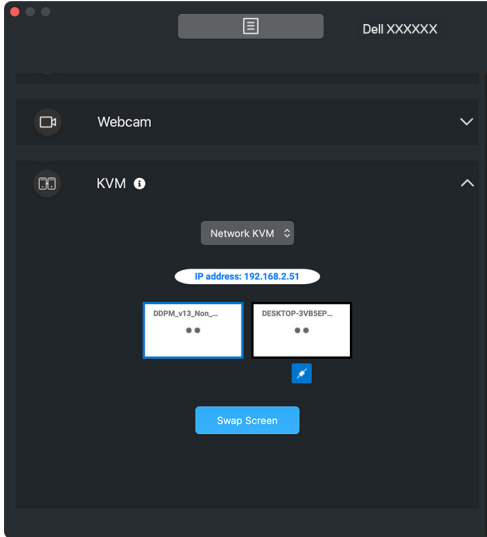 Dell XXXXXX
Webcam
KVM
Network KVM
IP address: 192.168.2.51
DDPM_v13_Non_...
DESKTOP-3VB5EP...
Swap Screen